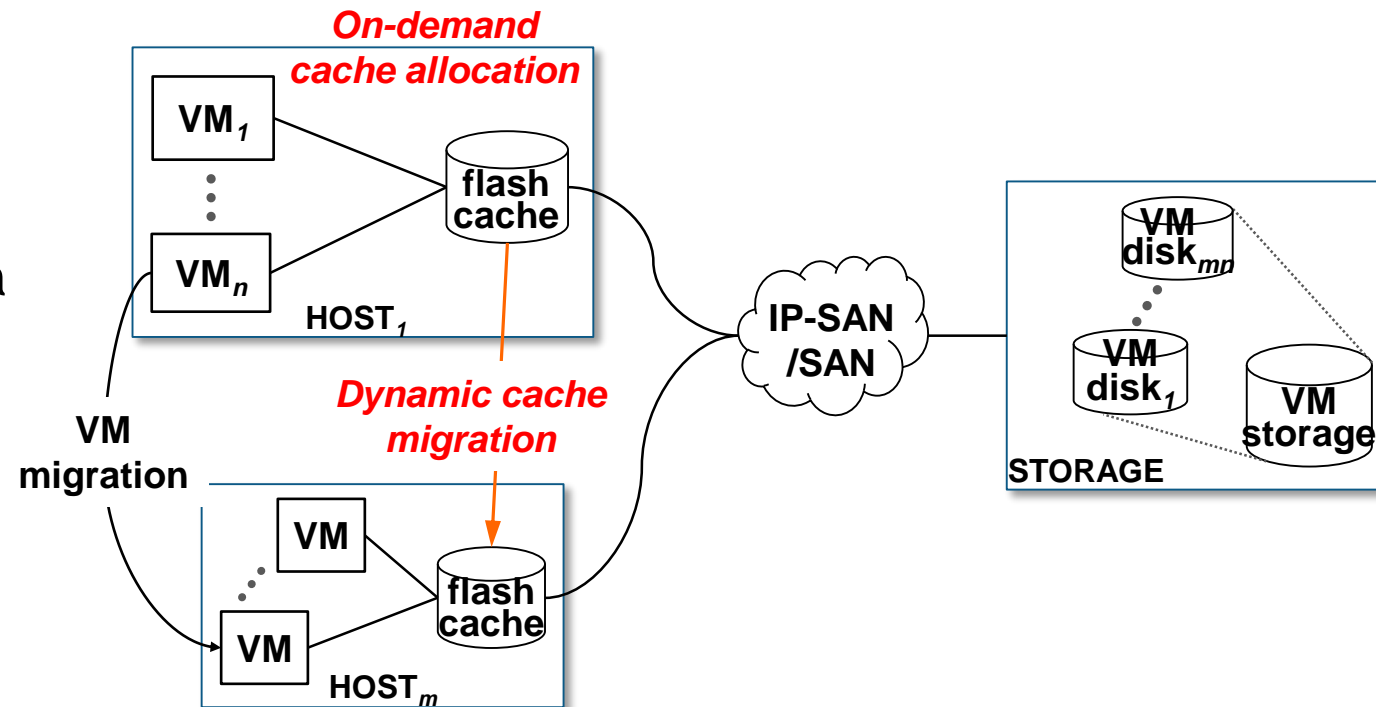 On-demand
cache allocation
VM1
flash
cache
VMn
HOST1
a
Dynamic cache
migration
VM
migration
VM
flash
cache
VM
HOSTm
IP-SAN
/SAN
VM
diskmn
VM
disk1
VM
storage
STORAGE